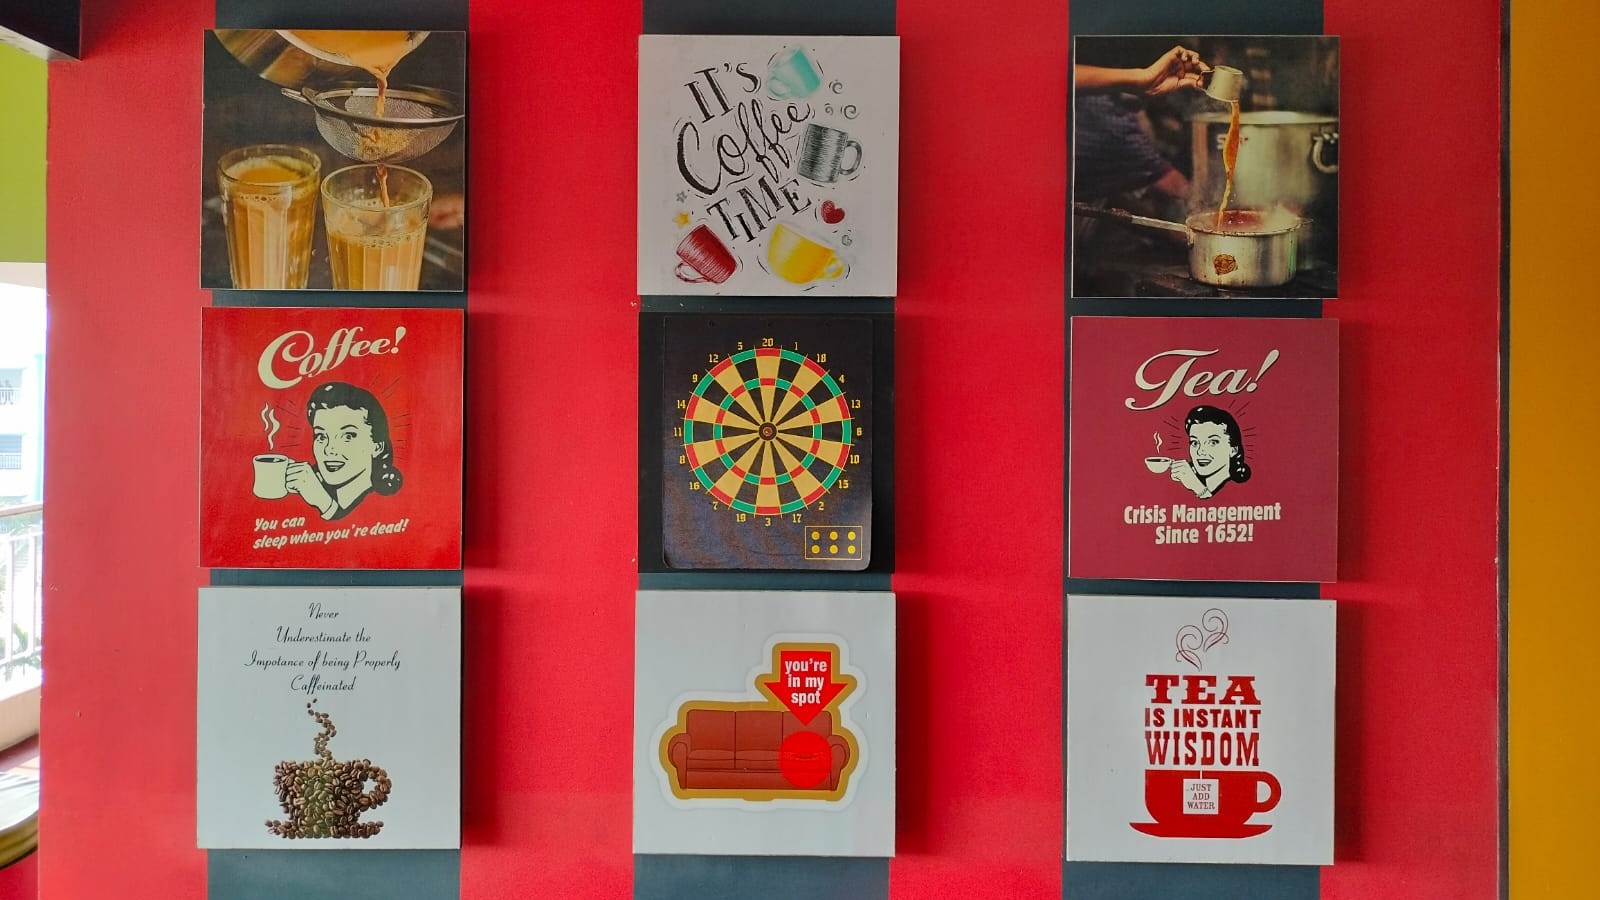 IT's
Coffee
TIME
Coffee!
You can
sleep when you're dead!
20
1
18
4
13
6
10
15
2
17
3
19
7
16
8
11
14
9
12
5
Tea!
Crisis Management
Since 1652!
Never
Underestimate the
Impotance of being Properly
Caffeinated
you're
in my
spot
TEA
IS INSTANT
WISDOM
JUST
ADD
WATER